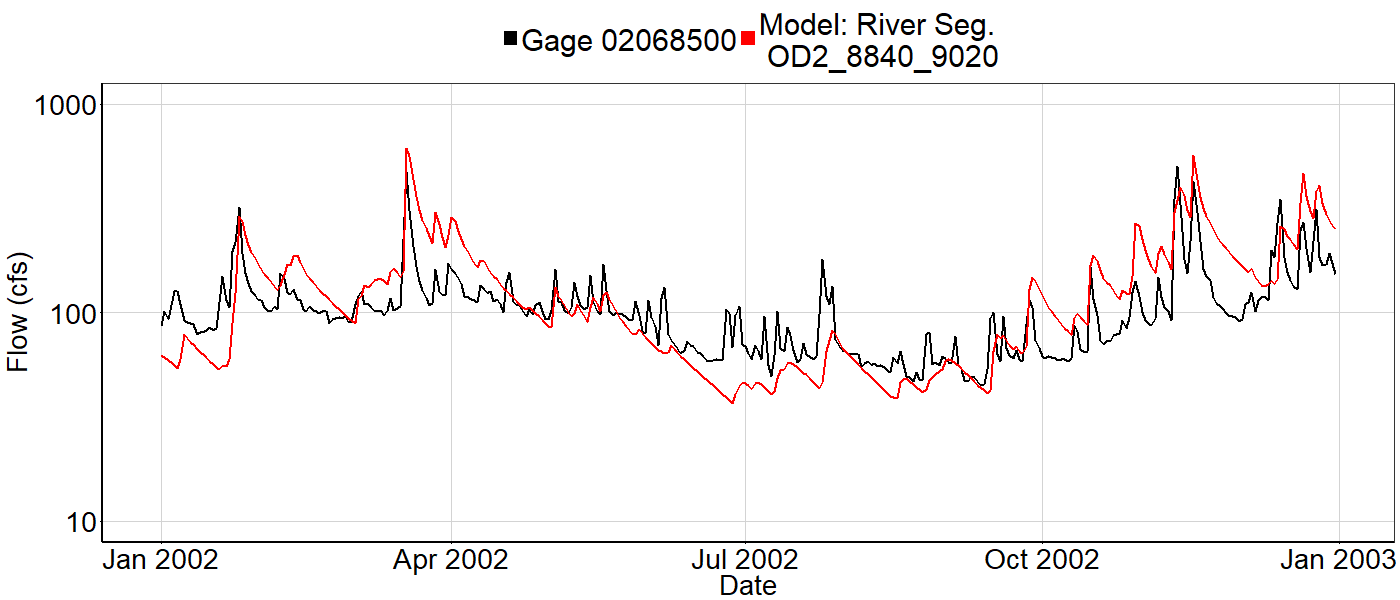 Gage 02068500
Model: River Seg.
OD2_8840_9020
Flow (cfs)
1000
100
10
Jan 2002
Apr 2002
Jul 2002
Oct 2002
Jan 2003
Date